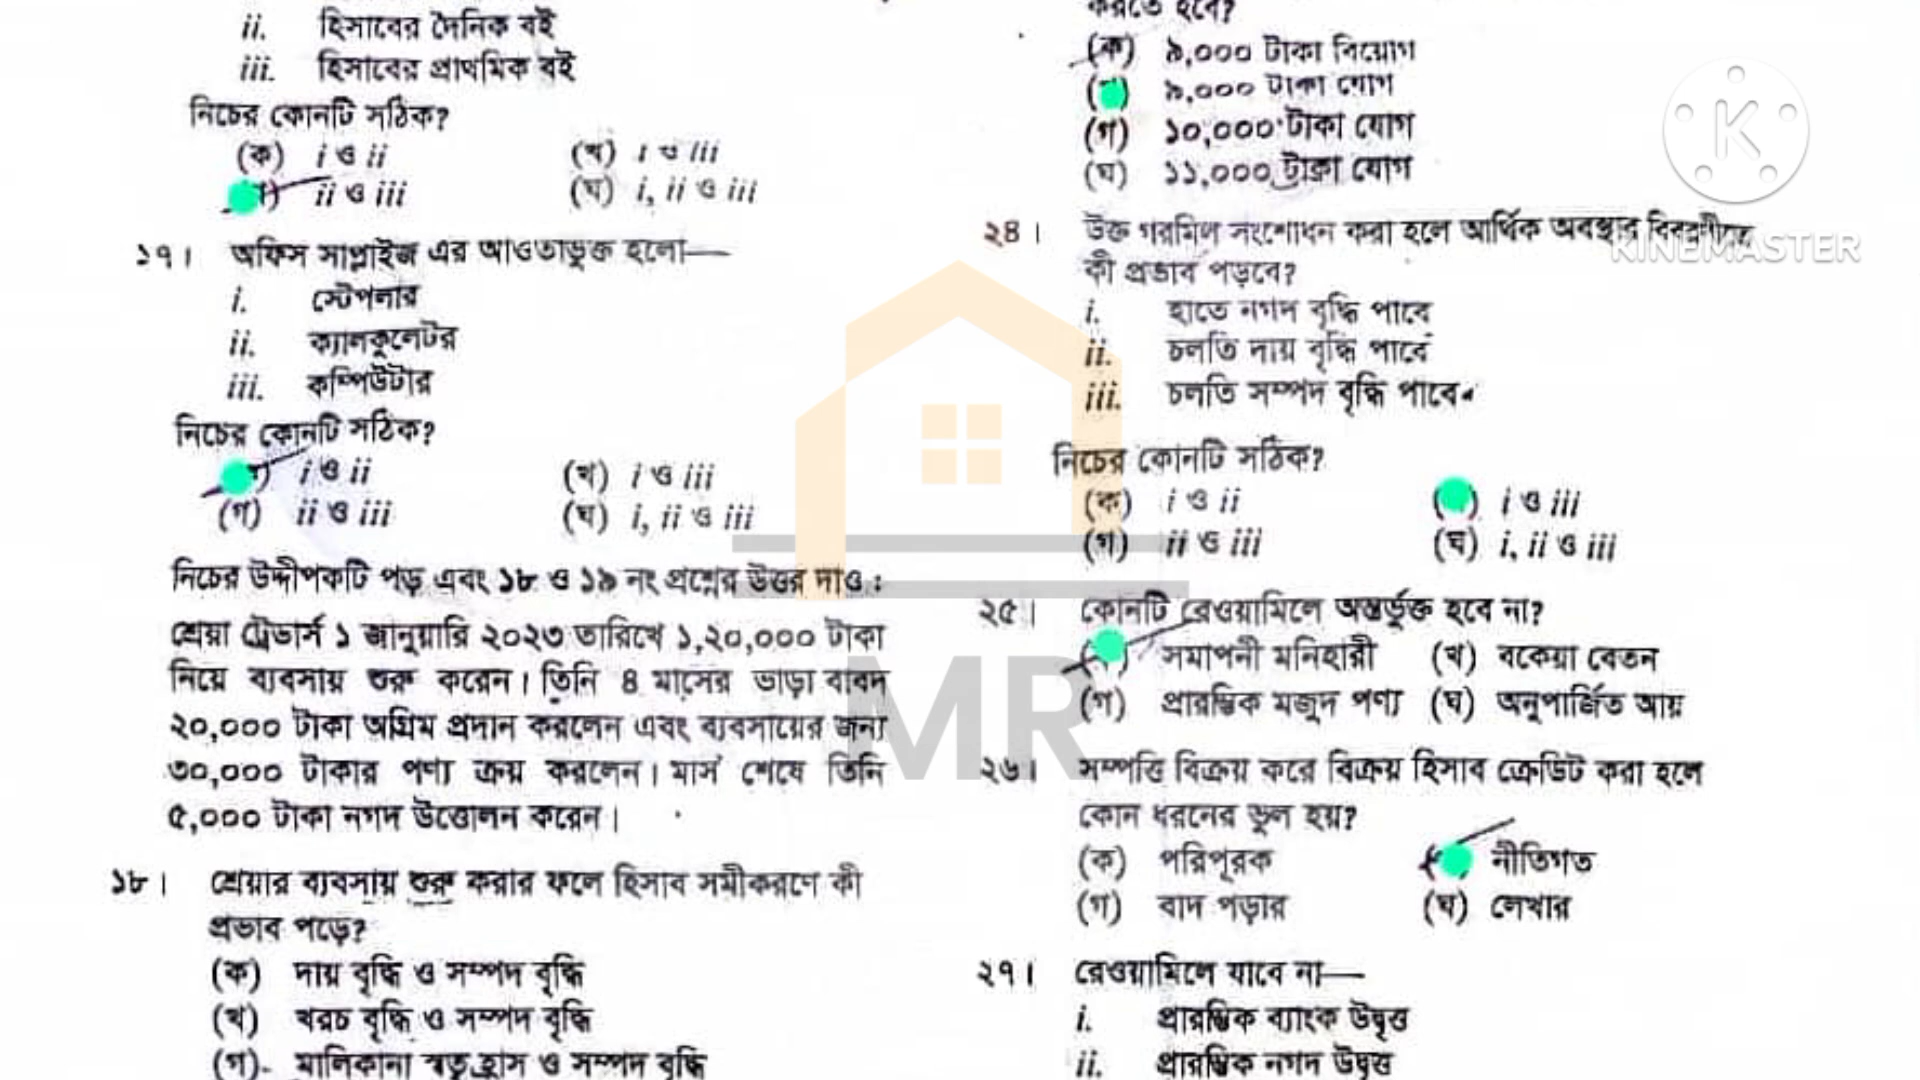 ii. হিসাবের দৈনিক বই
iii. হিসাবের প্রাথমিক বই
নিচের কোনটি সঠিক?
(ক) i ও ii (খ) i ও iii
ii ও iii (ঘ) i, ii ও iii
১৭। অফিস সাপ্লাইজ এর আওতাভুক্ত হলো—
i. স্টেপলার
ii. ক্যালকুলেটর
iii. কম্পিউটার
নিচের কোনটি সঠিক?
i ও ii (খ) i ও iii
(গ) ii ও iii (ঘ) i, ii ও iii
নিচের উদ্দীপকটি পড় এবং ১৮ ও ১৯ নং প্রশ্নের উত্তর দাও :
শ্রেয়া ট্রেডার্স ১ জানুয়ারি ২০২৩ তারিখে ১,২০,০০০ টাকা
নিয়ে ব্যবসায় শুরু করেন। তিনি ৪ মাসের ভাড়া বাবদ
২০,০০০ টাকা অগ্রিম প্রদান করলেন এবং ব্যবসায়ের জন্য
৩০,০০০ টাকার পণ্য ক্রয় করলেন। মাস শেষে তিনি
৫,০০০ টাকা নগদ উত্তোলন করেন।
১৮। শ্রেয়ার ব্যবসায় শুরু করার ফলে হিসাব সমীকরণে কী
প্রভাব পড়ে?
(ক) দায় বৃদ্ধি ও সম্পদ বৃদ্ধি
(খ) খরচ বৃদ্ধি ও সম্পদ বৃদ্ধি
(গ) মালিকানা স্বত্ব হ্রাস ও সম্পদ বৃদ্ধি
করতে হবে?
(ক) ৯,০০০ টাকা বিয়োগ
৯,০০০ টাকা যোগ
(গ) ১০,০০০ টাকা যোগ
(ঘ) ১১,০০০ টাকা যোগ
২৪। উক্ত গরমিল সংশোধন করা হলে আর্থিক অবস্থার বিবরণীতে
কী প্রভাব পড়বে?
i. হাতে নগদ বৃদ্ধি পাবে
ii. চলতি দায় বৃদ্ধি পাবে
iii. চলতি সম্পদ বৃদ্ধি পাবে
নিচের কোনটি সঠিক?
(ক) i ও ii i ও iii
(গ) ii ও iii (ঘ) i, ii ও iii
২৫। কোনটি রেওয়ামিলে অন্তর্ভুক্ত হবে না?
সমাপনী মনিহারী (খ) বকেয়া বেতন
(গ) প্রারম্ভিক মজুদ পণ্য (ঘ) অনুপার্জিত আয়
২৬। সম্পত্তি বিক্রয় করে বিক্রয় হিসাব ক্রেডিট করা হলে
কোন ধরনের ভুল হয়?
(ক) পরিপূরক নীতিগত
(গ) বাদ পড়ার (ঘ) লেখার
২৭। রেওয়ামিলে যাবে না—
i. প্রারম্ভিক ব্যাংক উদ্বৃত্ত
ii. প্রারম্ভিক নগদ উদ্বৃত্ত
K
KINEMASTER
MR